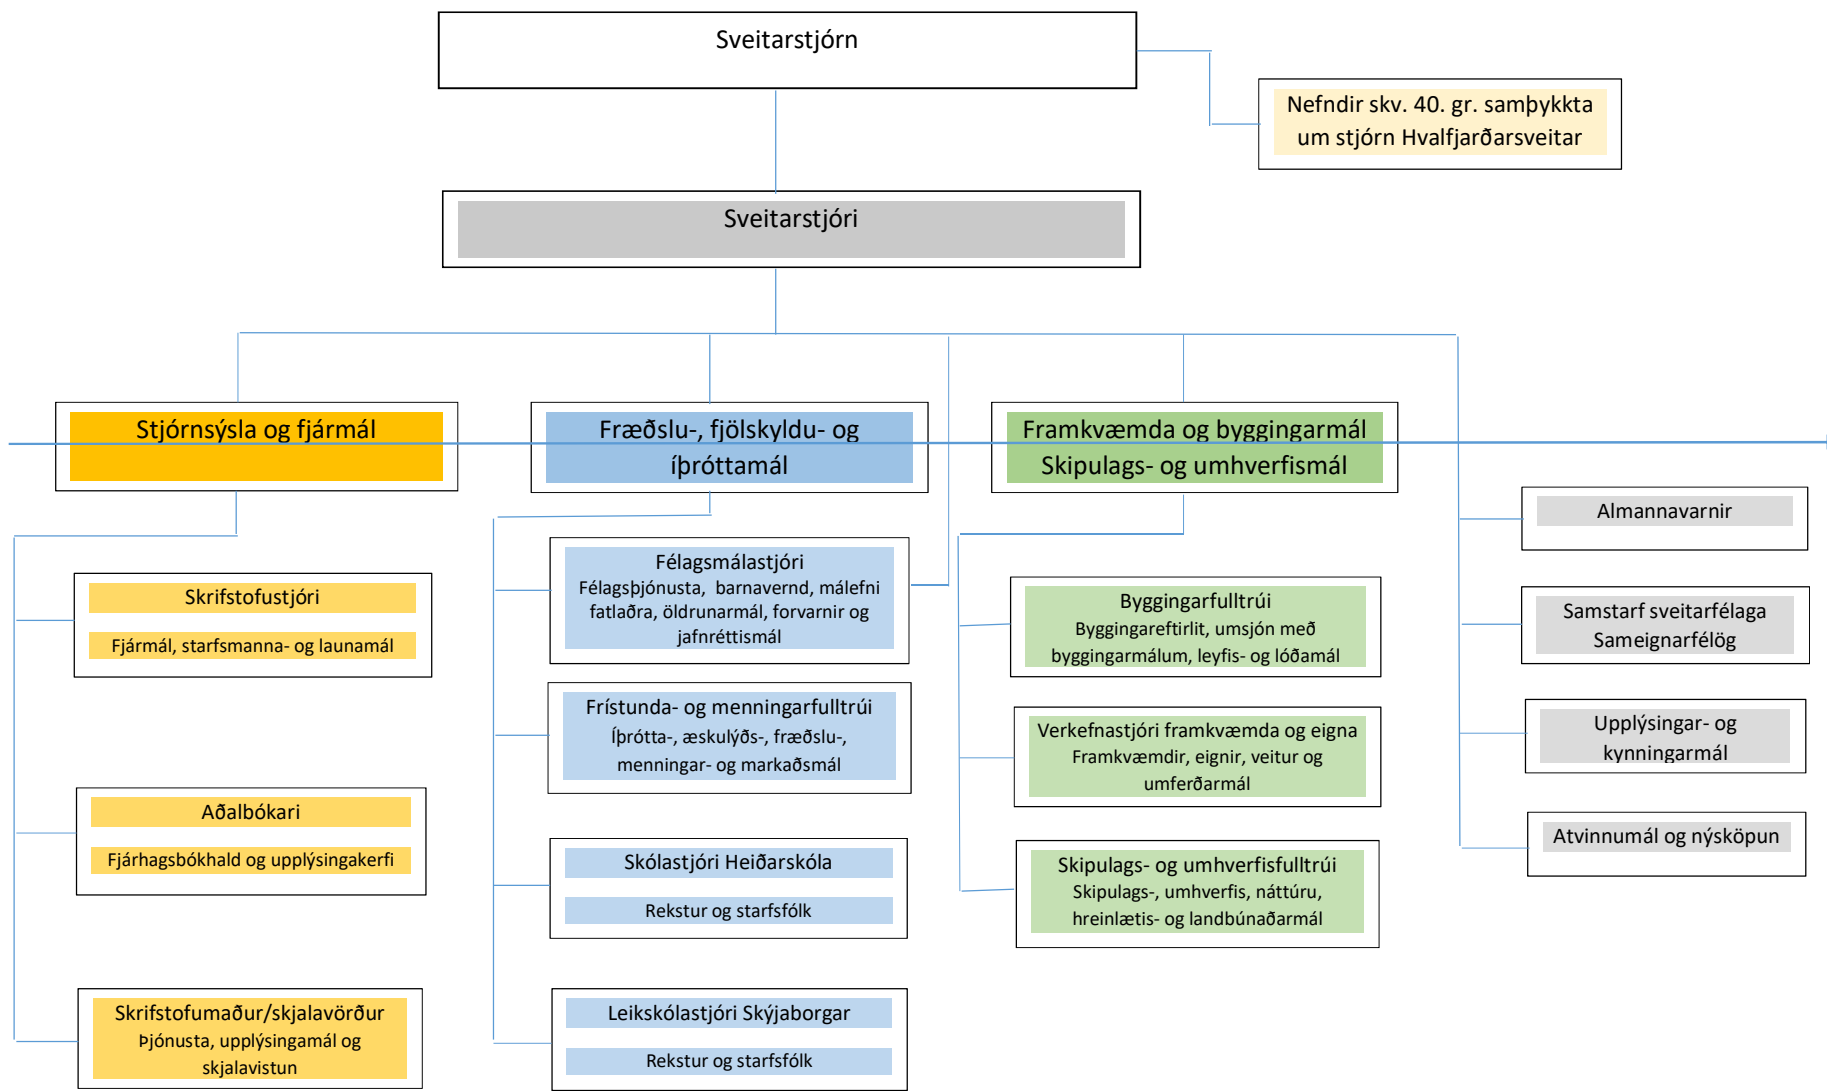 Sveitarstjórn
Nefndir skv. 40. gr. samþykkta
um stjórn Hvalfjarðarsveitar
Sveitarstjóri
Stjórnsýsla og fjármál
Fræðslu-, fjölskyldu- og
íþróttamál
Framkvæmda og byggingarmál
Skipulags- og umhverfismál
Skrifstofustjóri
Fjármál, starfsmanna- og launamál
Aðalbókari
Fjárhagsbókhald og upplýsingakerfi
Skrifstofumaður/skjalavörður
Þjónusta, upplýsingamál og
skjalavistun
Félagsmálastjóri
Félagsþjónusta, barnavernd, málefni
fatlaðra, öldrunarmál, forvarnir og
jafnréttismál
Frístunda- og menningarfulltrúi
Íþrótta-, æskulýðs-, fræðslu-,
menningar- og markaðsmál
Skólastjóri Heiðarskóla
Rekstur og starfsfólk
Leikskólastjóri Skýjaborgar
Rekstur og starfsfólk
Byggingarfulltrúi
Byggingareftirlit, umsjón með
byggingarmálum, leyfis- og lóðamál
Verkefnastjóri framkvæmda og eigna
Framkvæmdir, eignir, veitur og
umferðarmál
Skipulags- og umhverfisfulltrúi
Skipulags-, umhverfis, náttúru,
hreinlætis- og landbúnaðarmál
Almannavarnir
Samstarf sveitarfélaga
Sameignarfélög
Upplýsingar- og
kynningarmál
Atvinnumál og nýsköpun